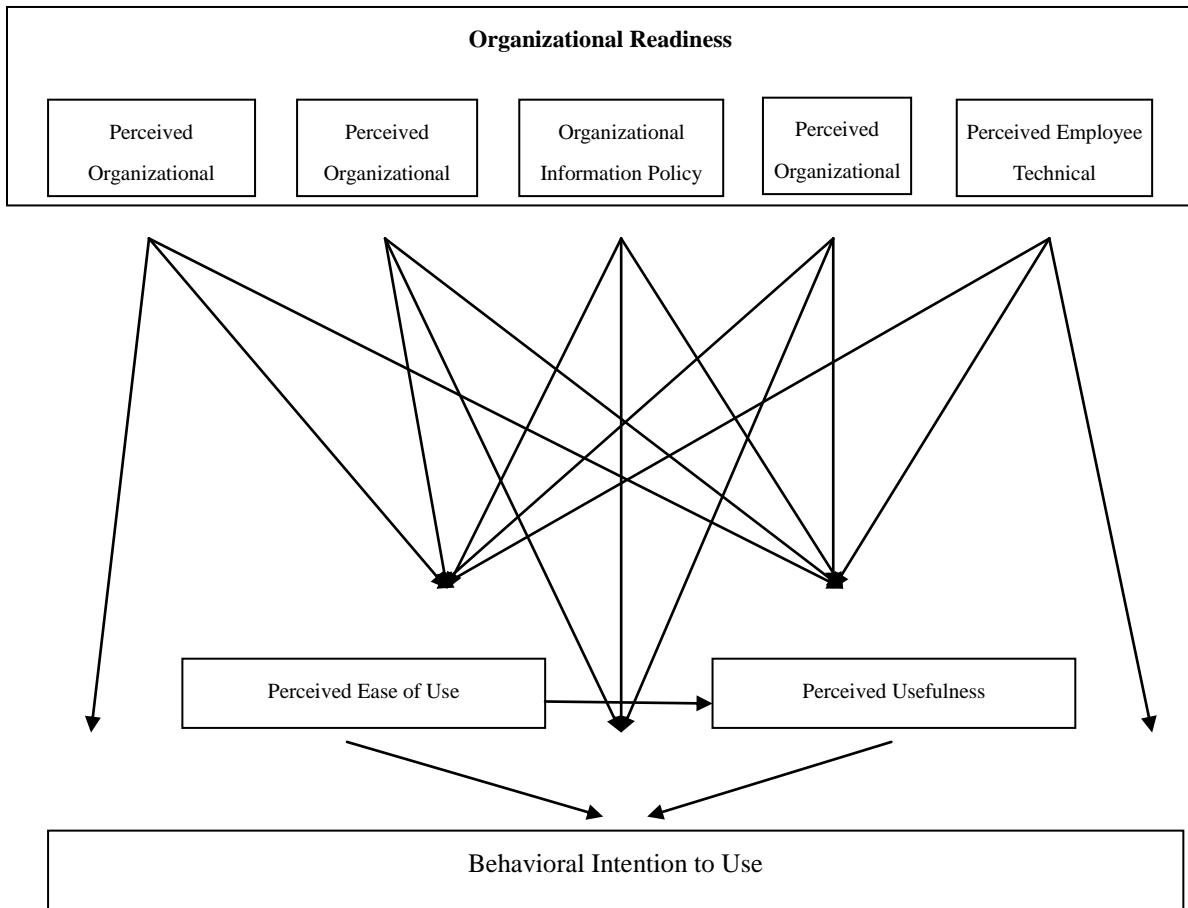 Organizational Readiness
Perceived
Organizational
Perceived
Organizational
Organizational
Information Policy
Perceived
Organizational
Perceived Employee
Technical
Perceived Ease of Use
Perceived Usefulness
Behavioral Intention to Use